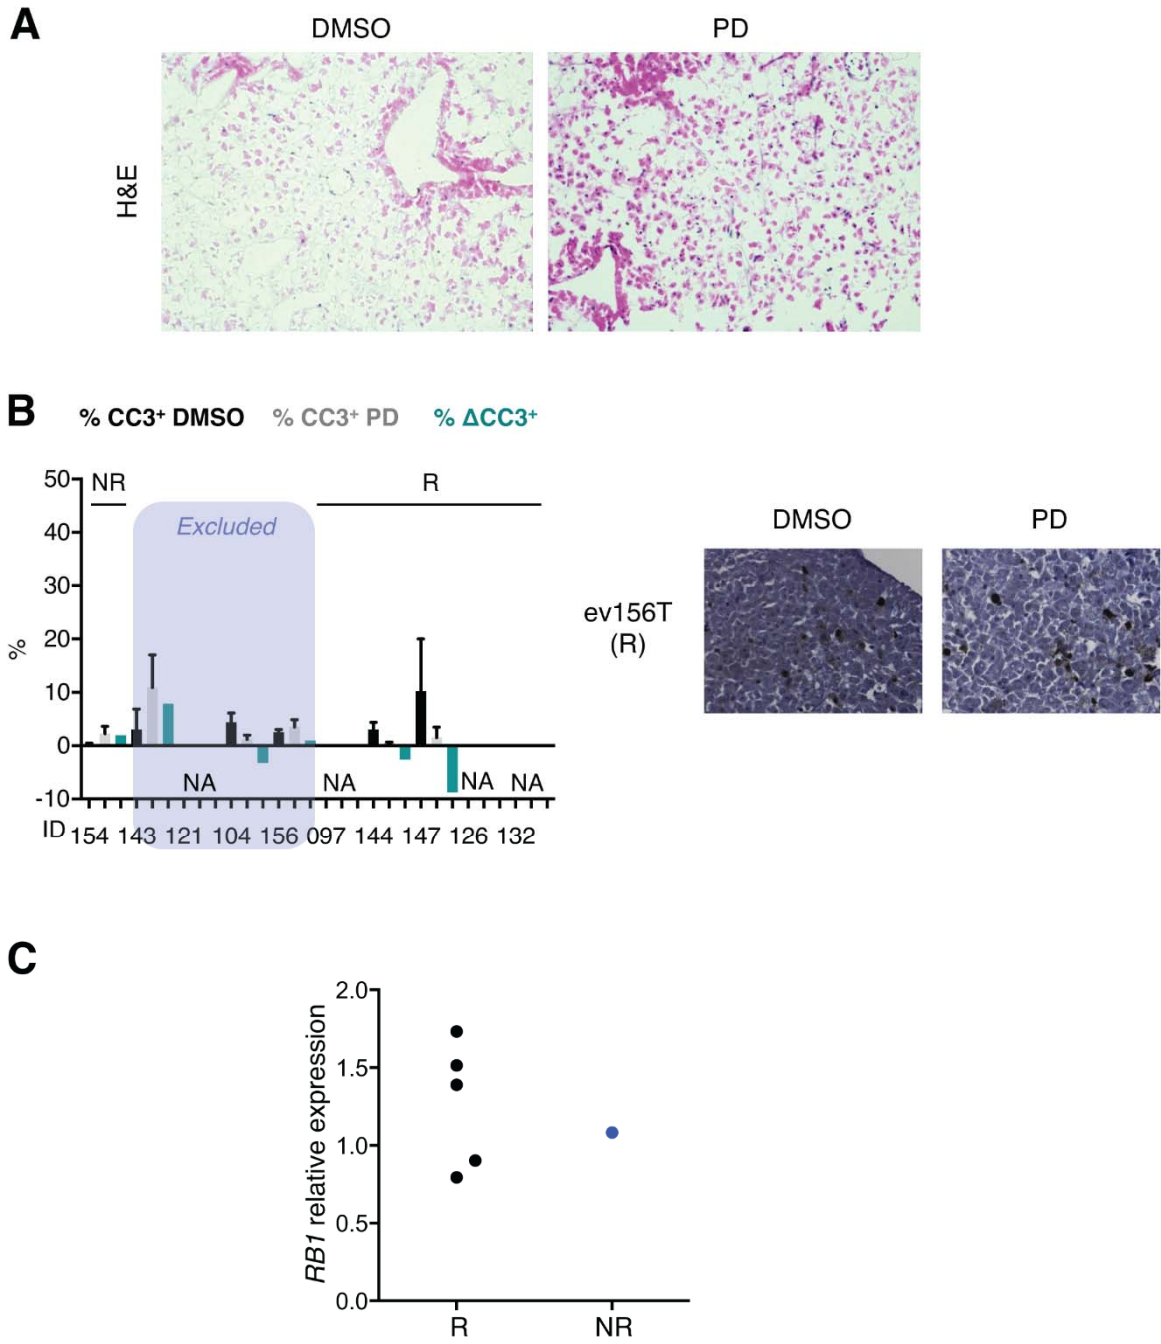 A
DMSO PD
H&E
B
% CC3+ DMSO % CC3+ PD % ΔCC3+
50
40
30
20
10
0
-10
%
NR
Excluded
R
NA NA NA NA
ID 154 143 121 104 156 097 144 147 126 132
DMSO PD
ev156T
(R)
C
2.0
1.5
1.0
0.5
0.0
RB1 relative expression
R NR